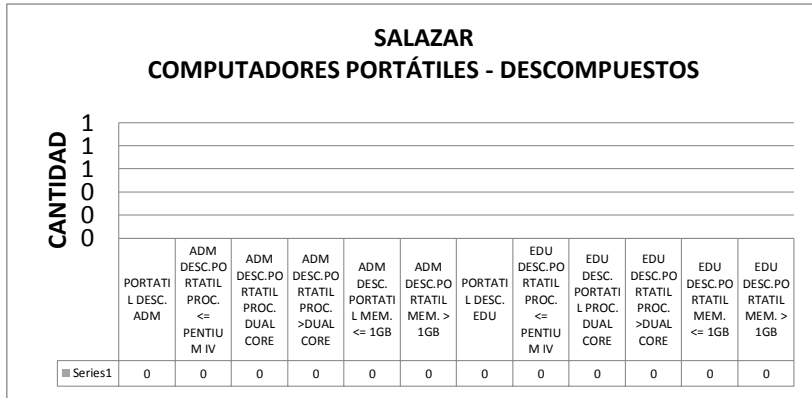 SALAZAR
COMPUTADORES PORTÁTILES - DESCOMPUESTOS
CANTIDAD
1
1
1
0
0
0
PORTATI
L DESC.
ADM
ADM
DESC.PO
RTATIL
PROC.
<=
PENTIU
M IV
ADM
DESC.PO
RTATIL
PROC.
DUAL
CORE
ADM
DESC.PO
RTATIL
PROC.
>DUAL
CORE
ADM
DESC.
PORTATI
L MEM.
<= 1GB
ADM
DESC.PO
RTATIL
MEM. >
1GB
PORTATI
L DESC.
EDU
EDU
DESC.PO
RTATIL
PROC.
<=
PENTIU
M IV
EDU
DESC.
PORTATI
L PROC.
DUAL
CORE
EDU
DESC.PO
RTATIL
PROC.
>DUAL
CORE
EDU
DESC.PO
RTATIL
MEM.
<= 1GB
EDU
DESC.PO
RTATIL
MEM. >
1GB
Series1 0 0 0 0 0 0 0 0 0 0 0 0